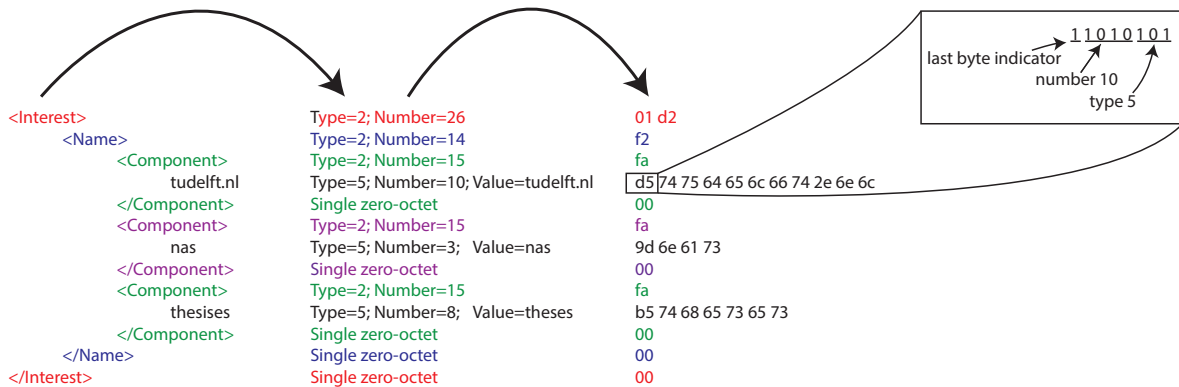 1 1 0 1 0 1 0 1
last byte indicator
number 10
type 5
<Interest> Type=2; Number=26 01 d2
<Name> Type=2; Number=14 f2
<Component> Type=2; Number=15 fa
tudelft.nl Type=5; Number=10; Value=tudelft.nl d5 74 75 64 65 6c 66 74 2e 6e 6c
</Component> Single zero-octet 00
<Component> Type=2; Number=15 fa
nas Type=5; Number=3; Value=nas 9d 6e 61 73
</Component> Single zero-octet 00
<Component> Type=2; Number=15 fa
thesises Type=5; Number=8; Value=theses b5 74 68 65 73 65 73
</Component> Single zero-octet 00
</Name> Single zero-octet 00
</Interest> Single zero-octet 00